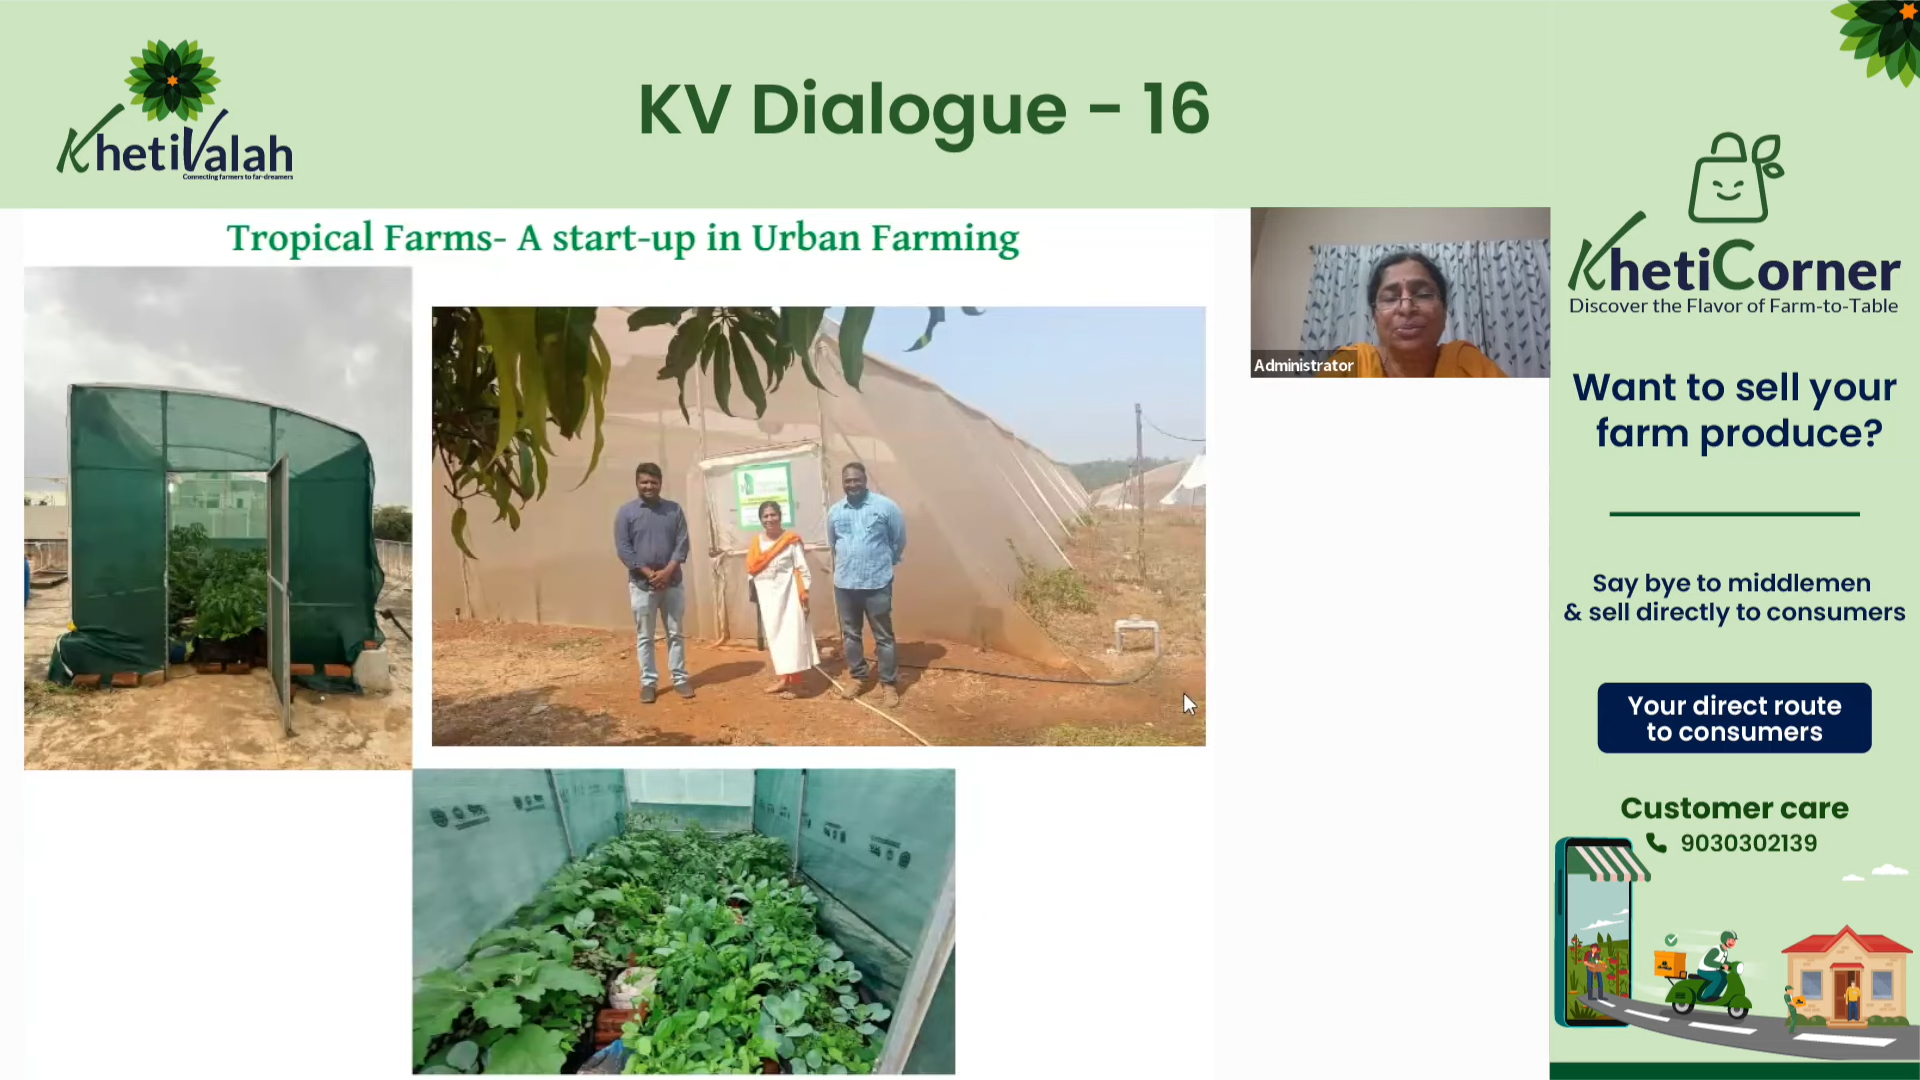 KhetiValah
Connecting farmers to far-dreamers
KV Dialogue - 16
Tropical Farms- A start-up in Urban Farming
Administrator
KhetiCorner
Discover the Flavor of Farm-to-Table
Want to sell your
farm produce?
Say bye to middlemen
& sell directly to consumers
Your direct route
to consumers
Customer care
9030302139